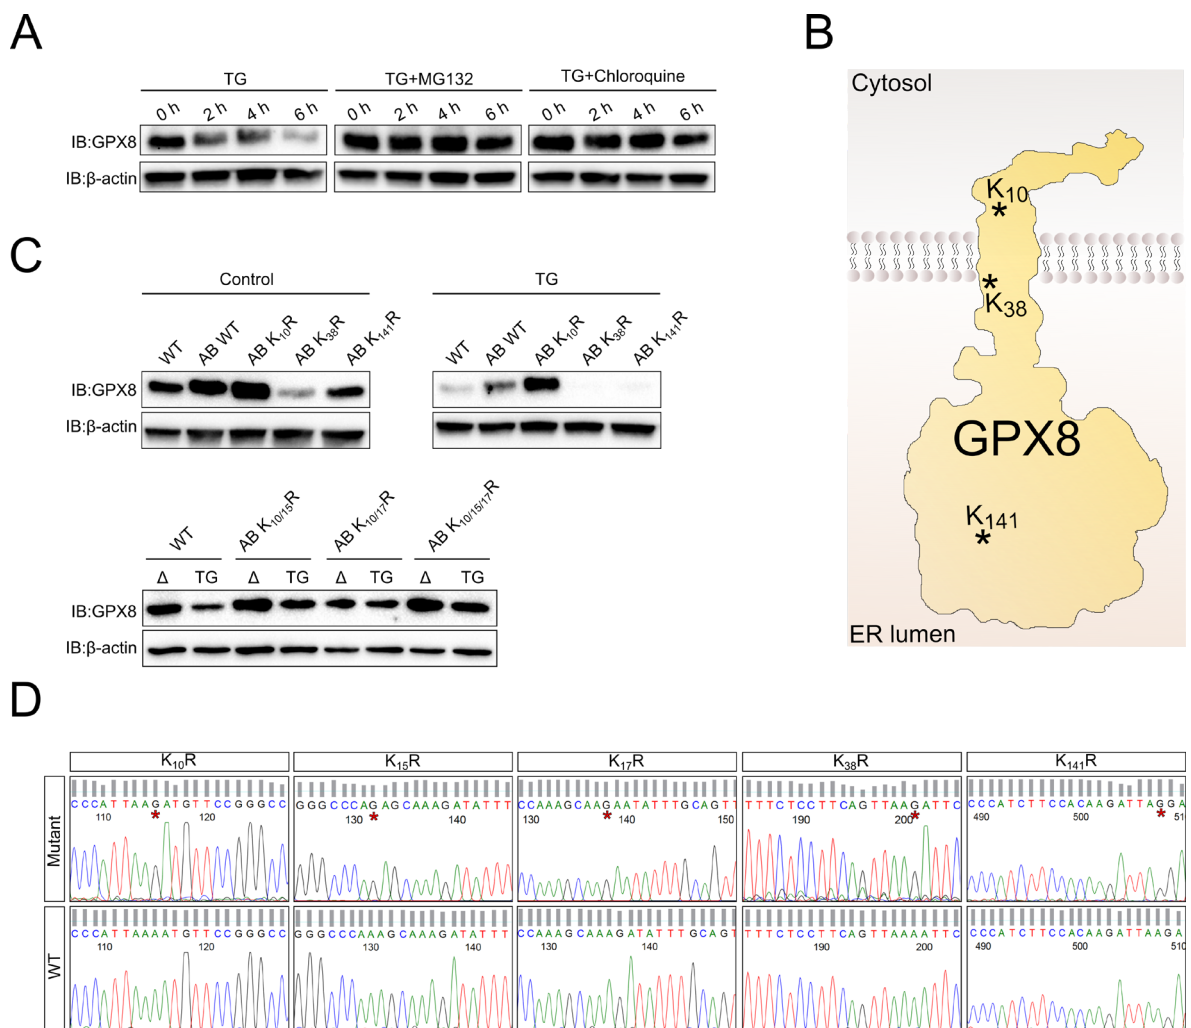 A
TG
TG+MG132
TG+Chloroquine
0 h 2 h 4 h 6 h 0 h 2 h 4 h 6 h 0 h 2 h 4 h 6 h
IB:GPX8
IB:β-actin
B
Cytosol
K10
*
*
K38
GPX8
K141
*
ER lumen
C
Control
TG
WT AB WT AB K10R AB K38R AB K141R
WT AB WT AB K10R AB K38R AB K141R
IB:GPX8
IB:β-actin
WT AB K10/15R AB K10/17R AB K10/15/17R
Δ TG Δ TG Δ TG Δ TG
IB:GPX8
IB:β-actin
D
K10R K15R K17R K38R K141R
Mutant
CCCATTAAGATGTTCCGGGCC
110 * 120
GGGCCCAGAGCAAAGATATTT
130 * 140
CCAAAGCAAGAATATTTGCAGTT
130 * 140 150
TTTCTCCTTCAGTTAAGATTC
190 200 *
CCCATCTTCCACAAGATTAGGGA
490 500 * 510
WT
CCCATTAAAATGTTCCGGGCC
110 120
GGGCCCAAAGCAAAGATATTT
130 140
CCAAAGCAAAGATATTTGCAGT
130 140
TTTCTCCTTCAGTTAAAATTC
190 200
CCCATCTTCCACAAGATTAAGA
490 500 510